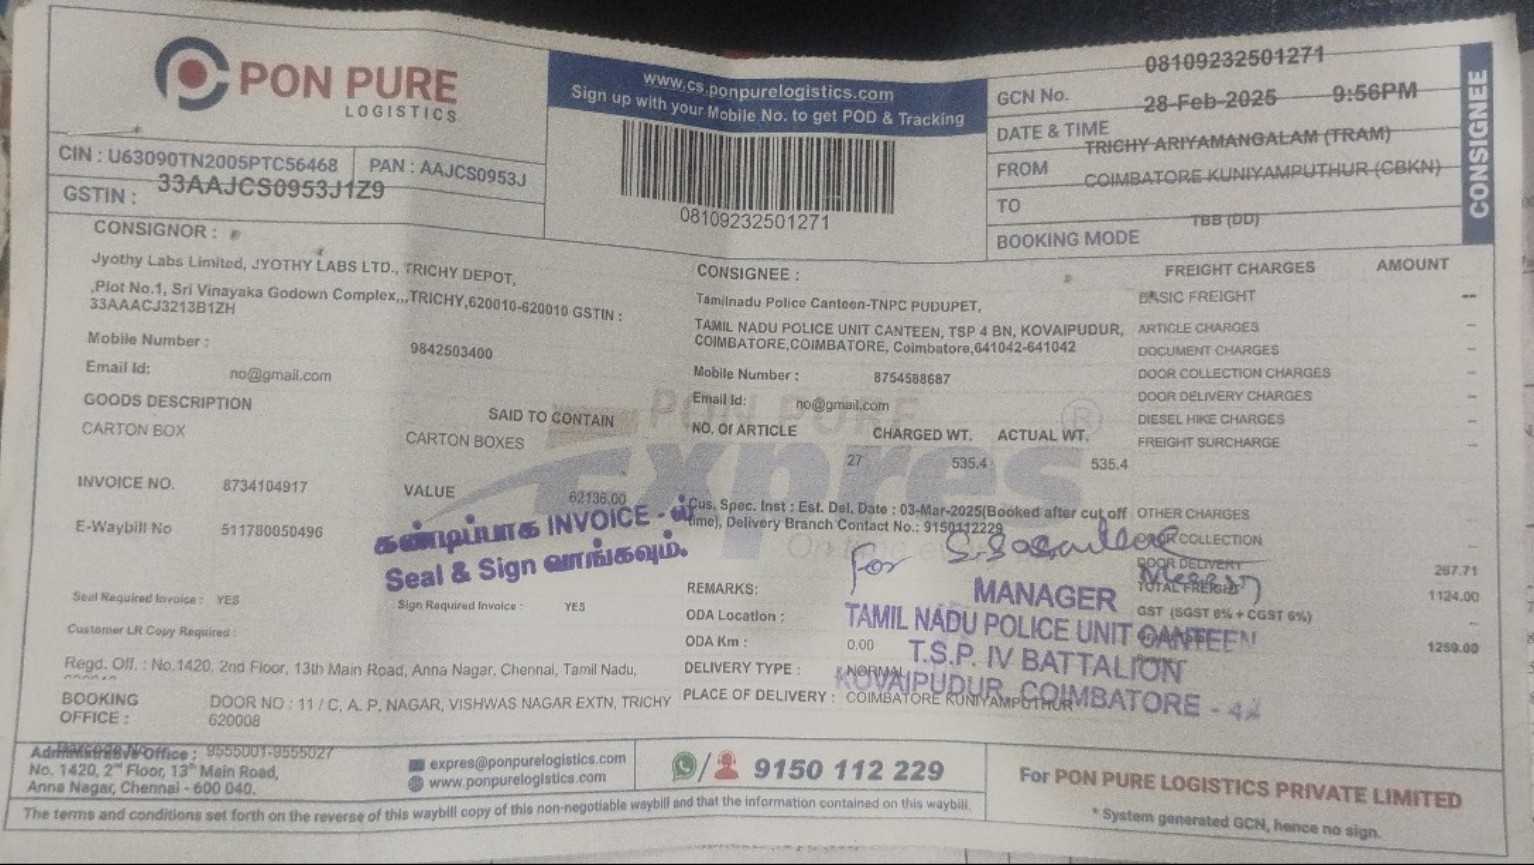 PON PURE
LOGISTICS
www.cs.ponpurelogistics.com
Sign up with your Mobile No. to get POD & Tracking
08109232501271
GCN No. 08109232501271
DATE & TIME 28-Feb-2025 9:56PM
FROM TRICHY ARIYAMANGALAM (TRAM)
TO COIMBATORE KUNIYAMPUTHUR (CBKN)
BOOKING MODE TBB (DD)
CONSIGNEE
CIN : U63090TN2005PTC56468 PAN : AAJCS0953J
GSTIN : 33AAJCS0953J1Z9
CONSIGNOR :
Jyothy Labs Limited, JYOTHY LABS LTD., TRICHY DEPOT,
,Plot No.1, Sri Vinayaka Godown Complex,,,TRICHY,620010-620010 GSTIN :
33AAACJ3213B1ZH
Mobile Number : 9842503400
Email Id: no@gmail.com
CONSIGNEE :
Tamilnadu Police Canteen-TNPC PUDUPET,
TAMIL NADU POLICE UNIT CANTEEN, TSP 4 BN, KOVAIPUDUR,
COIMBATORE,COIMBATORE, Coimbatore,641042-641042
Mobile Number : 8754588687
Email Id: no@gmail.com
FREIGHT CHARGES AMOUNT
BASIC FREIGHT --
ARTICLE CHARGES -
DOCUMENT CHARGES -
DOOR COLLECTION CHARGES -
DOOR DELIVERY CHARGES -
DIESEL HIKE CHARGES -
FREIGHT SURCHARGE -
OTHER CHARGES
DOOR COLLECTION -
DOOR DELIVERY 267.71
TOTAL FREIGHT 1124.00
GST (SGST 6% + CGST 6%) -
1259.00
GOODS DESCRIPTION SAID TO CONTAIN
CARTON BOX CARTON BOXES
NO. Of ARTICLE CHARGED WT. ACTUAL WT.
27 535.4 535.4
PON PURE
Expres ®
INVOICE NO. 8734104917 VALUE 62136.00
E-Waybill No 511780050496
கண்டிப்பாக INVOICE - ல்
Seal & Sign வாங்கவும்.
Cus. Spec. Inst : Est. Del. Date : 03-Mar-2025(Booked after cut off
time), Delivery Branch Contact No.: 9150112229
Seal Required Invoice : YES Sign Required Invoice : YES
Customer LR Copy Required :
REMARKS:
ODA Location :
ODA Km : 0.00
DELIVERY TYPE : NORMAL
PLACE OF DELIVERY : COIMBATORE KUNIYAMPUTHUR
For
MANAGER
TAMIL NADU POLICE UNIT CANTEEN
T.S.P. IV BATTALION
KOVAIPUDUR, COIMBATORE - 42
Regd. Off. : No.1420, 2nd Floor, 13th Main Road, Anna Nagar, Chennai, Tamil Nadu,
BOOKING OFFICE : DOOR NO : 11 / C, A. P. NAGAR, VISHWAS NAGAR EXTN, TRICHY
620008
9555001-9555027
Administrative Office :
No. 1420, 2nd Floor, 13th Main Road,
Anna Nagar, Chennai - 600 040.
expres@ponpurelogistics.com
www.ponpurelogistics.com
9150 112 229
For PON PURE LOGISTICS PRIVATE LIMITED
* System generated GCN, hence no sign.
The terms and conditions set forth on the reverse of this waybill copy of this non-negotiable waybill and that the information contained on this waybill.